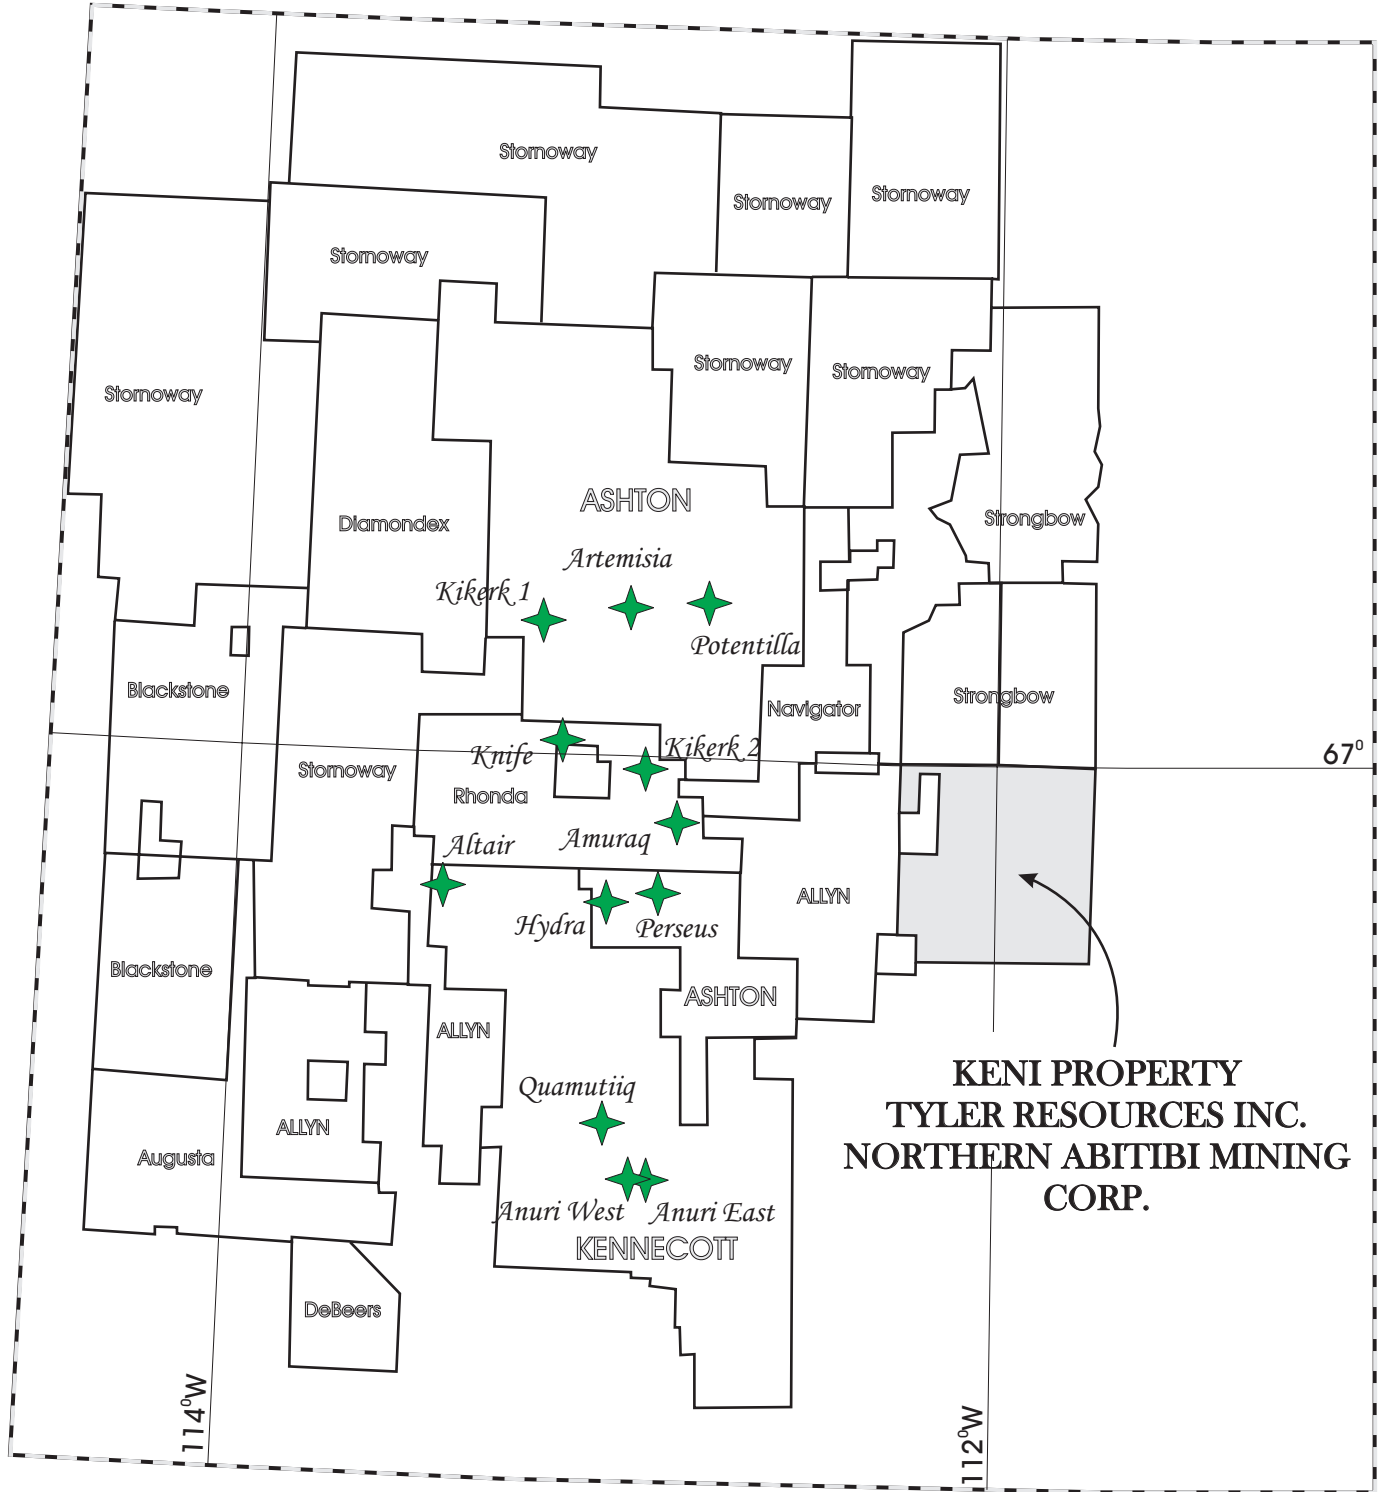 Stornoway
Stornoway
Stornoway
Stornoway
Stornoway
Stornoway
Stornoway
ASHTON
Diamondex
Strongbow
Artemisia
Kikerk 1
Potentilla
Blackstone
Strongbow
Navigator
Knife
Kikerk 2
67⁰
Stornoway
Rhonda
Altair
Amuraq
ALLYN
Hydra
Perseus
Blackstone
ASHTON
ALLYN
KENI PROPERTY
TYLER RESOURCES INC.
NORTHERN ABITIBI MINING
CORP.
Quamutiiq
ALLYN
Augusta
Anuri West
Anuri East
KENNECOTT
DeBeers
114⁰W
112⁰W